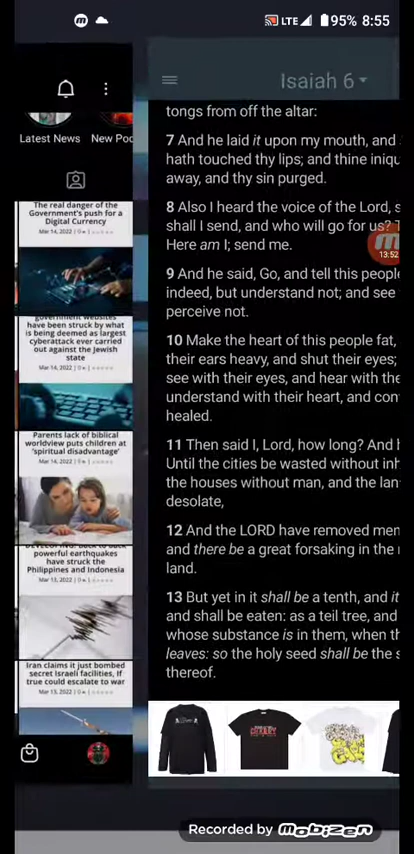 LTE 95% 8:55
Latest News New
The real danger of the
Government's push for a
Digital Currency
Mar 14, 2022
government websites
have been struck by what
is being deemed as largest
cyberattack ever carried
out against the Jewish
state
Mar 14, 2022
Parents lack of biblical
worldview puts children at
'spiritual disadvantage'
Mar 14, 2022
DEVELOPING: Back to back
powerful earthquakes
have struck the
Philippines and Indonesia
Mar 13, 2022
Iran claims it just bombed
secret Israeli facilities, If
true could escalate to war
Mar 13, 2022
Isaiah 6
tongs from off the altar:
7 And he laid it upon my mouth, and
hath touched thy lips; and thine
away, and thy sin purged.
8 Also I heard the voice of the Lord,
shall I send, and who will go for us?
Here am I; send me.
13:52
9 And he said, Go, and tell this people
indeed, but understand not; and see
perceive not.
10 Make the heart of this people fat,
their ears heavy, and shut their eyes;
see with their eyes, and hear with
understand with their heart, and
healed.
11 Then said I, Lord, how long? And
Until the cities be wasted without
the houses without man, and the
desolate,
12 And the LORD have removed
and there be a great forsaking in the
land.
13 But yet in it shall be a tenth, and it
and shall be eaten: as a teil tree, and
whose substance is in them, when
leaves: so the holy seed shall be the
thereof.
Recorded by mobizen